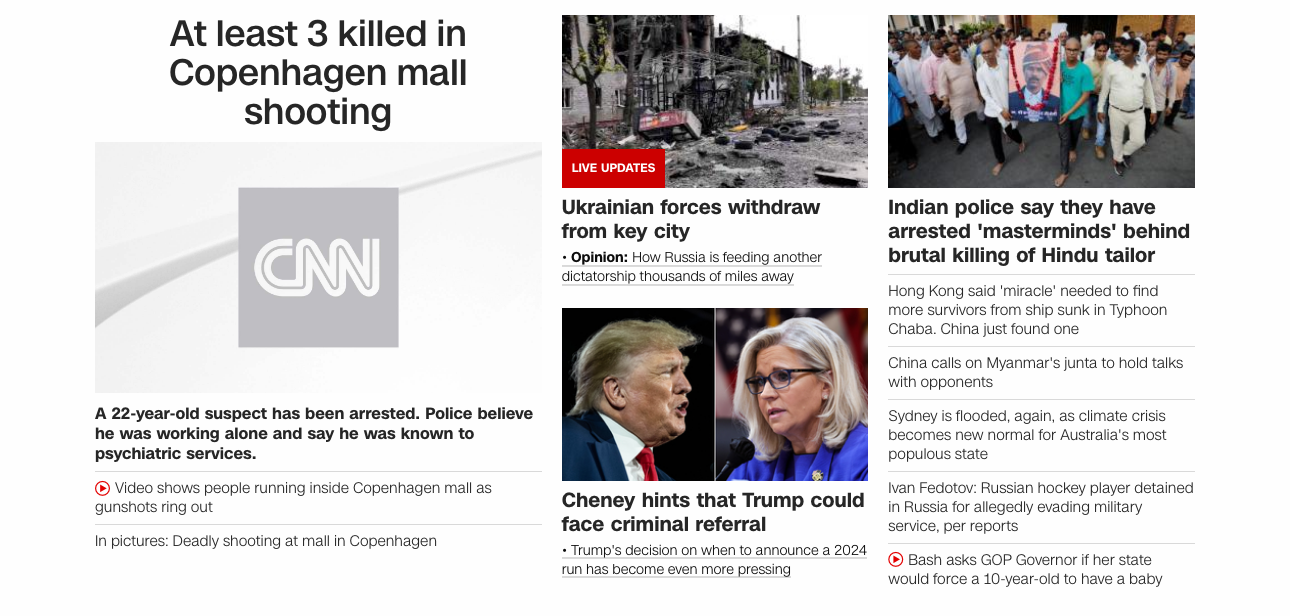 At least 3 killed in
Copenhagen mall
shooting
CNN
A 22-year-old suspect has been arrested. Police believe
he was working alone and say he was known to
psychiatric services.
Video shows people running inside Copenhagen mall as
gunshots ring out
In pictures: Deadly shooting at mall in Copenhagen
LIVE UPDATES
Ukrainian forces withdraw
from key city
• Opinion: How Russia is feeding another
dictatorship thousands of miles away
Cheney hints that Trump could
face criminal referral
• Trump's decision on when to announce a 2024
run has become even more pressing
Indian police say they have
arrested 'masterminds' behind
brutal killing of Hindu tailor
Hong Kong said 'miracle' needed to find
more survivors from ship sunk in Typhoon
Chaba. China just found one
China calls on Myanmar's junta to hold talks
with opponents
Sydney is flooded, again, as climate crisis
becomes new normal for Australia's most
populous state
Ivan Fedotov: Russian hockey player detained
in Russia for allegedly evading military
service, per reports
Bash asks GOP Governor if her state
would force a 10-year-old to have a baby